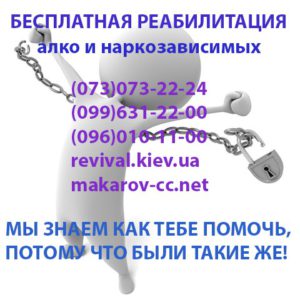 БЕСПЛАТНАЯ РЕАБИЛИТАЦИЯ
алко и наркозависимых
(073)073-22-24
(099)631-22-00
(096)010-11-00
revival.kiev.ua
makarov-cc.net
МЫ ЗНАЕМ КАК ТЕБЕ ПОМОЧЬ,
ПОТОМУ ЧТО БЫЛИ ТАКИЕ ЖЕ!